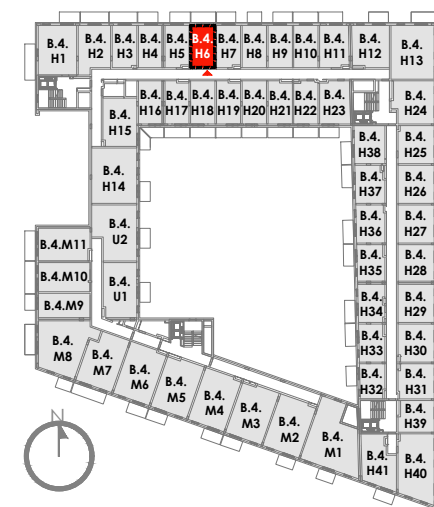 B.4.
H1
B.4.
H2
B.4.
H3
B.4.
H4
B.4.
H5
B.4.
H6
B.4.
H7
B.4.
H8
B.4.
H9
B.4.
H10
B.4.
H11
B.4.
H12
B.4.
H13
B.4.
H15
B.4.
H16
B.4.
H17
B.4.
H18
B.4.
H19
B.4.
H20
B.4.
H21
B.4.
H22
B.4.
H23
B.4.
H24
B.4.
H38
B.4.
H25
B.4.
H14
B.4.
H37
B.4.
H26
B.4.
U2
B.4.
H36
B.4.
H27
B.4.M11
B.4.
H35
B.4.
H28
B.4.M10
B.4.
U1
B.4.
H34
B.4.
H29
B.4.M9
B.4.
M8
B.4.
M7
B.4.
M6
B.4.
M5
B.4.
M4
B.4.
M3
B.4.
M2
B.4.
M1
B.4.
H33
B.4.
H30
B.4.
H32
B.4.
H31
B.4.
H39
B.4.
H41
B.4.
H40
N